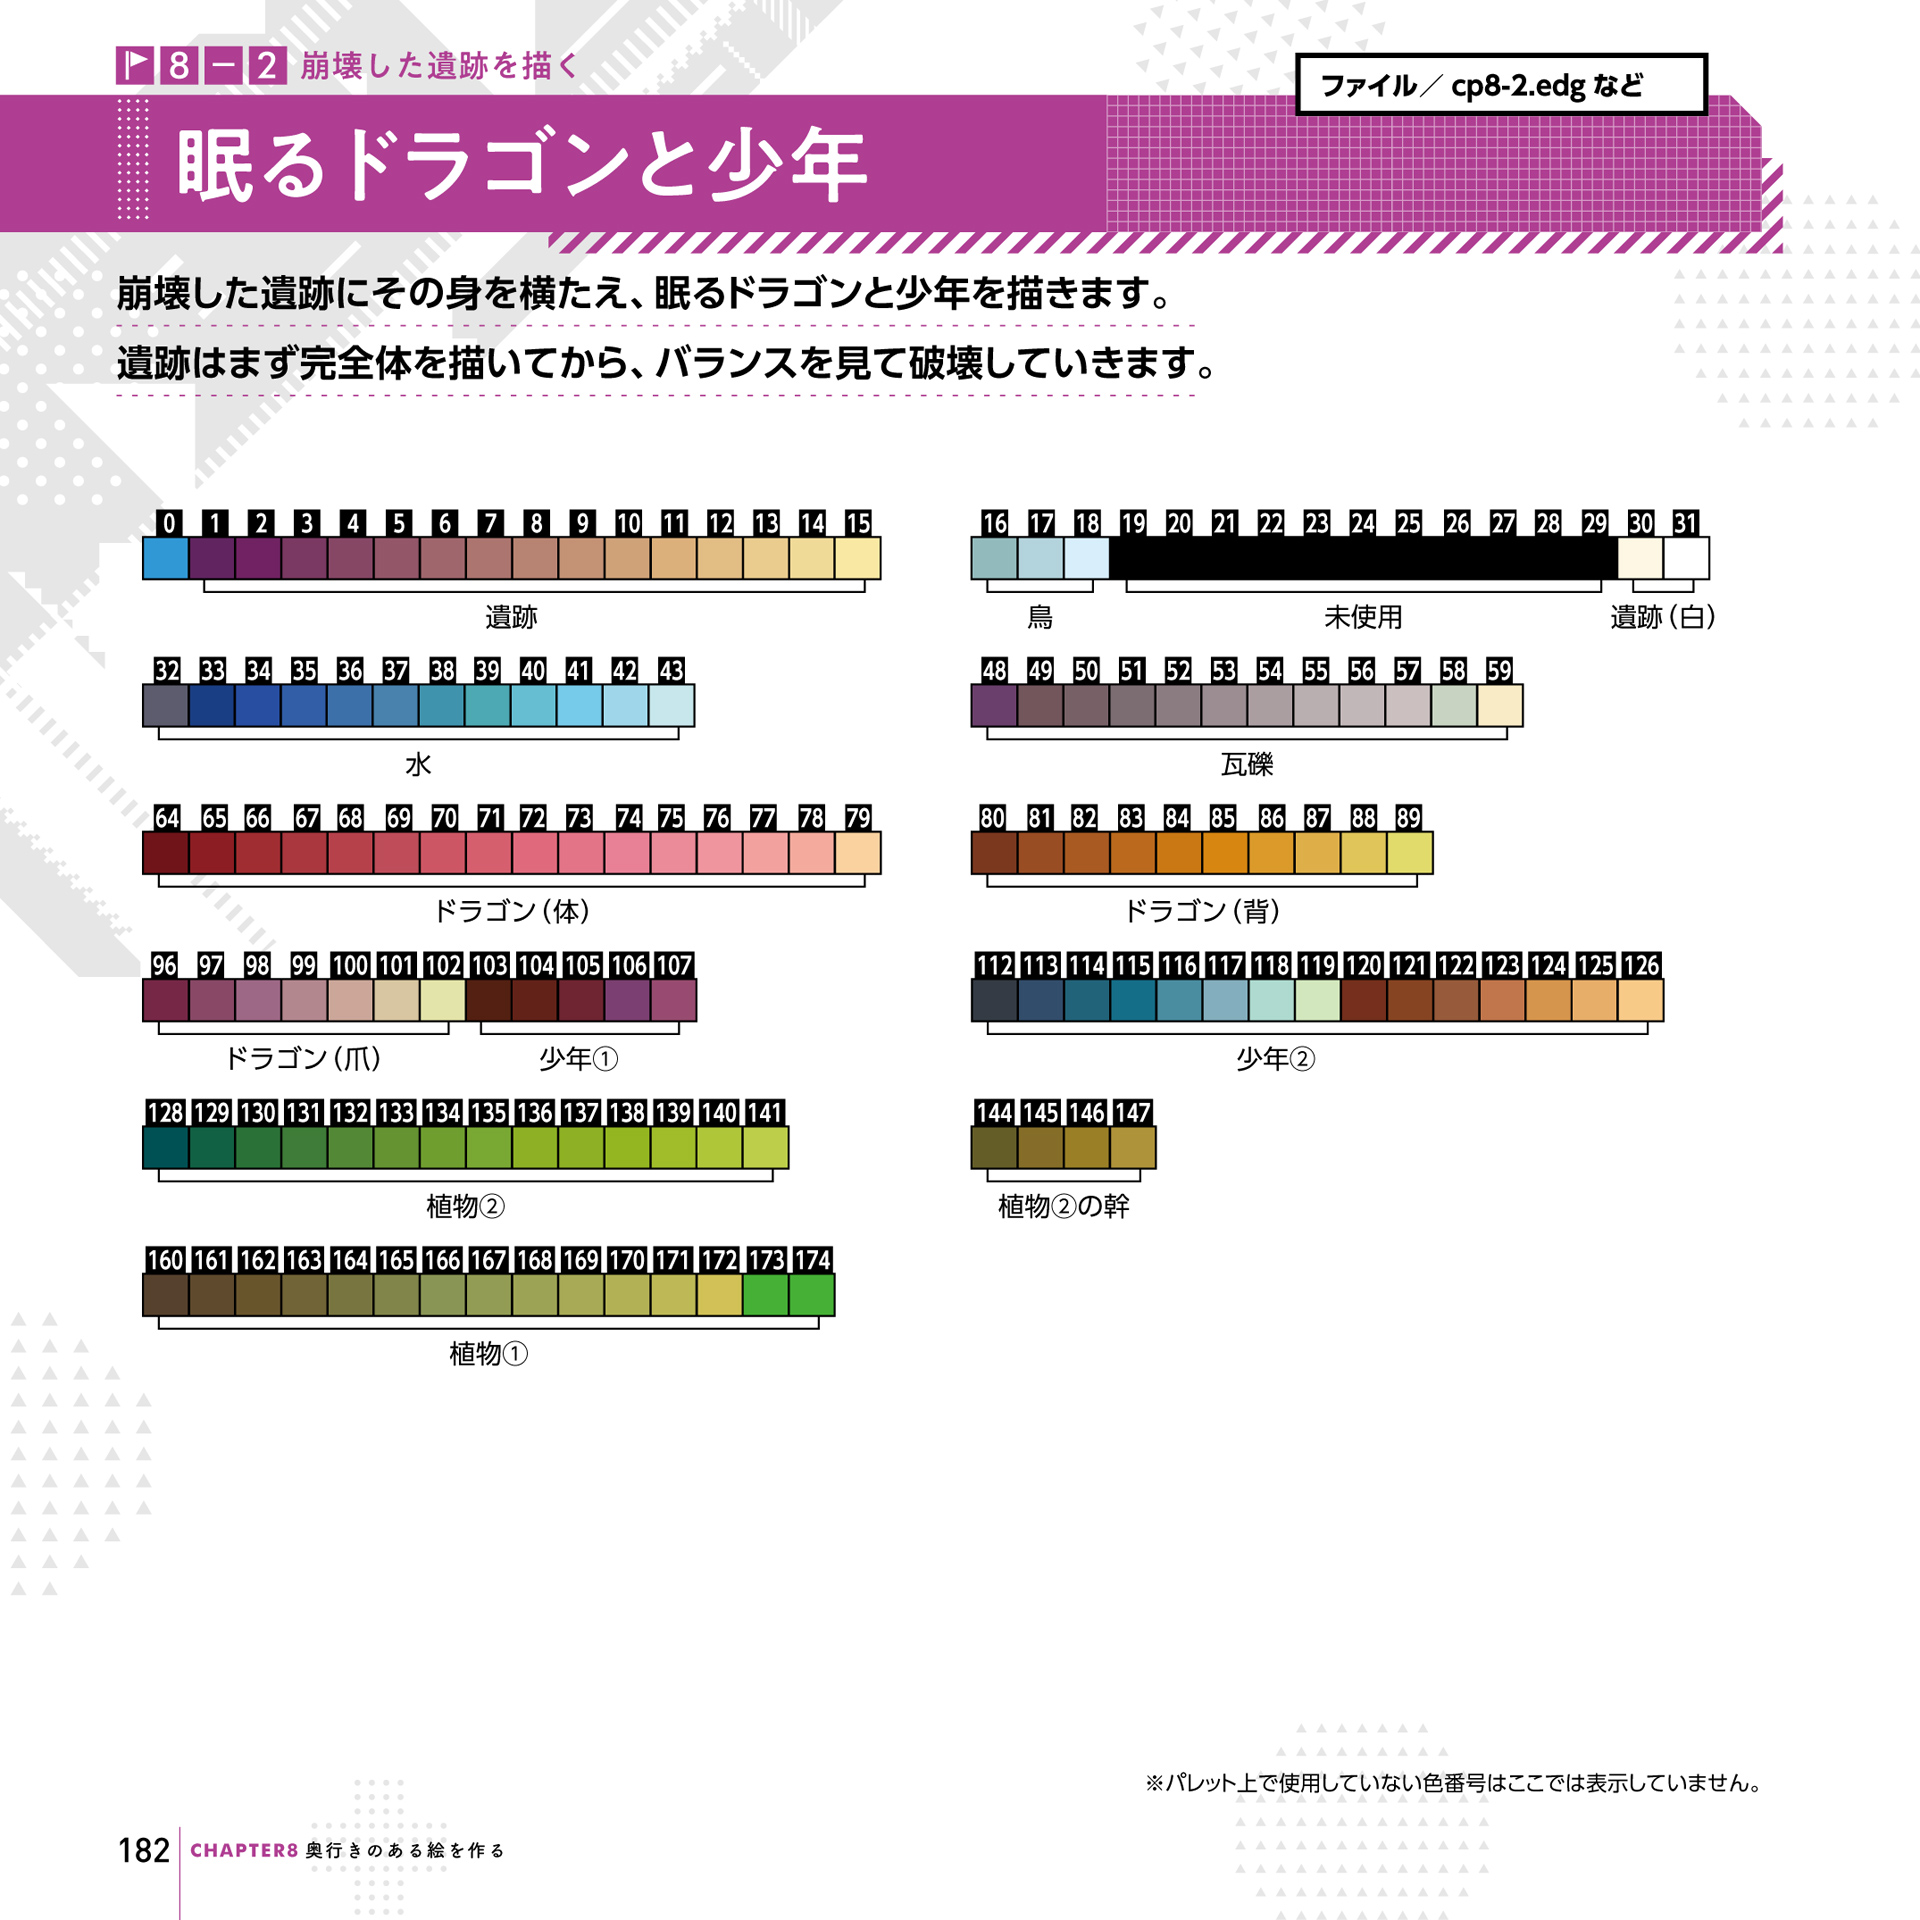 8-2 崩壊した遺跡を描く
ファイル／cp8-2.edg など
眠るドラゴンと少年
崩壊した遺跡にその身を横たえ、眠るドラゴンと少年を描きます。
遺跡はまず完全体を描いてから、バランスを見て破壊していきます。
0 1 2 3 4 5 6 7 8 9 10 11 12 13 14 15
遺跡
16 17 18 19 20 21 22 23 24 25 26 27 28 29 30 31
鳥 未使用 遺跡（白）
32 33 34 35 36 37 38 39 40 41 42 43
水
48 49 50 51 52 53 54 55 56 57 58 59
瓦礫
64 65 66 67 68 69 70 71 72 73 74 75 76 77 78 79
ドラゴン（体）
80 81 82 83 84 85 86 87 88 89
ドラゴン（背）
96 97 98 99 100 101 102 103 104 105 106 107
ドラゴン（爪） 少年①
112 113 114 115 116 117 118 119 120 121 122 123 124 125 126
少年②
128 129 130 131 132 133 134 135 136 137 138 139 140 141
植物②
144 145 146 147
植物②の幹
160 161 162 163 164 165 166 167 168 169 170 171 172 173 174
植物①
※パレット上で使用していない色番号はここでは表示していません。
182 CHAPTER8 奥行きのある絵を作る